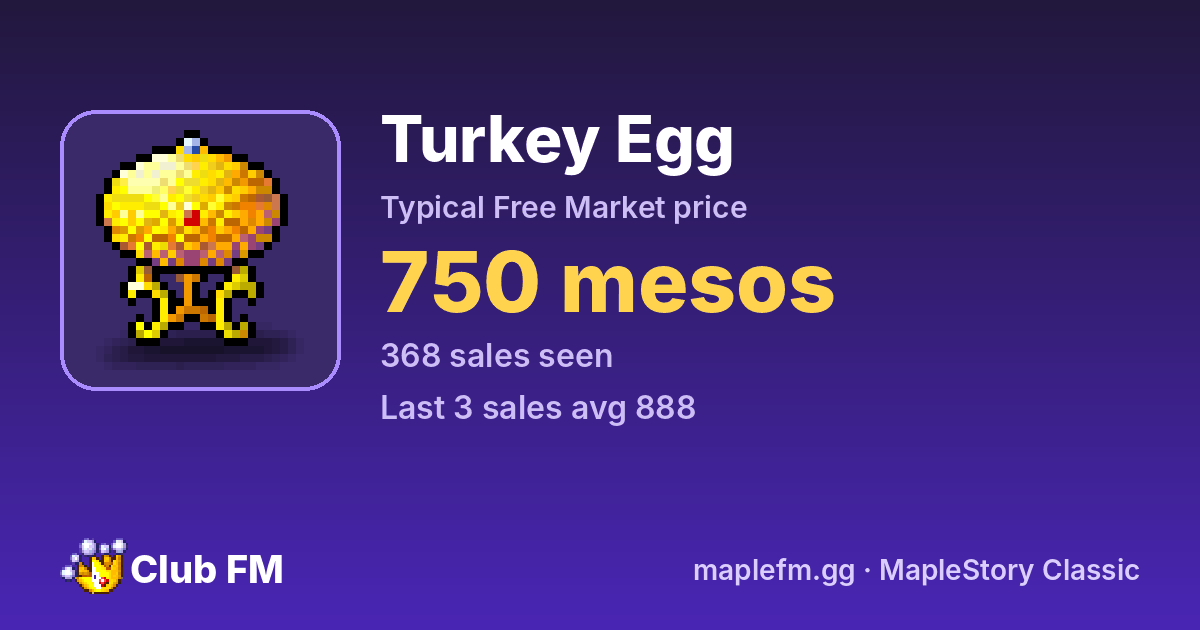 Turkey Egg
Typical Free Market price
750 mesos
368 sales seen
Last 3 sales avg 888
Club FM
maplefm.gg · MapleStory Classic